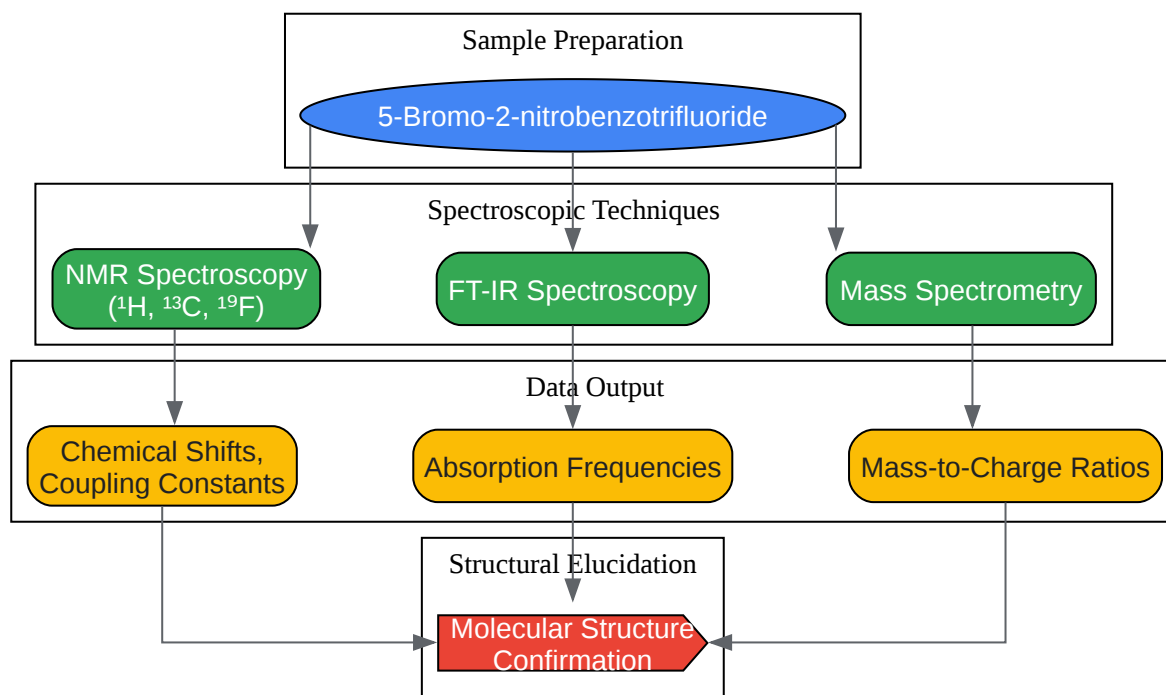 Sample Preparation
5-Bromo-2-nitrobenzotrifluoride
Spectroscopic Techniques
NMR Spectroscopy
(¹H, ¹³C, ¹⁹F)
FT-IR Spectroscopy
Mass Spectrometry
Data Output
Chemical Shifts,
Coupling Constants
Absorption Frequencies
Mass-to-Charge Ratios
Structural Elucidation
Molecular Structure
Confirmation